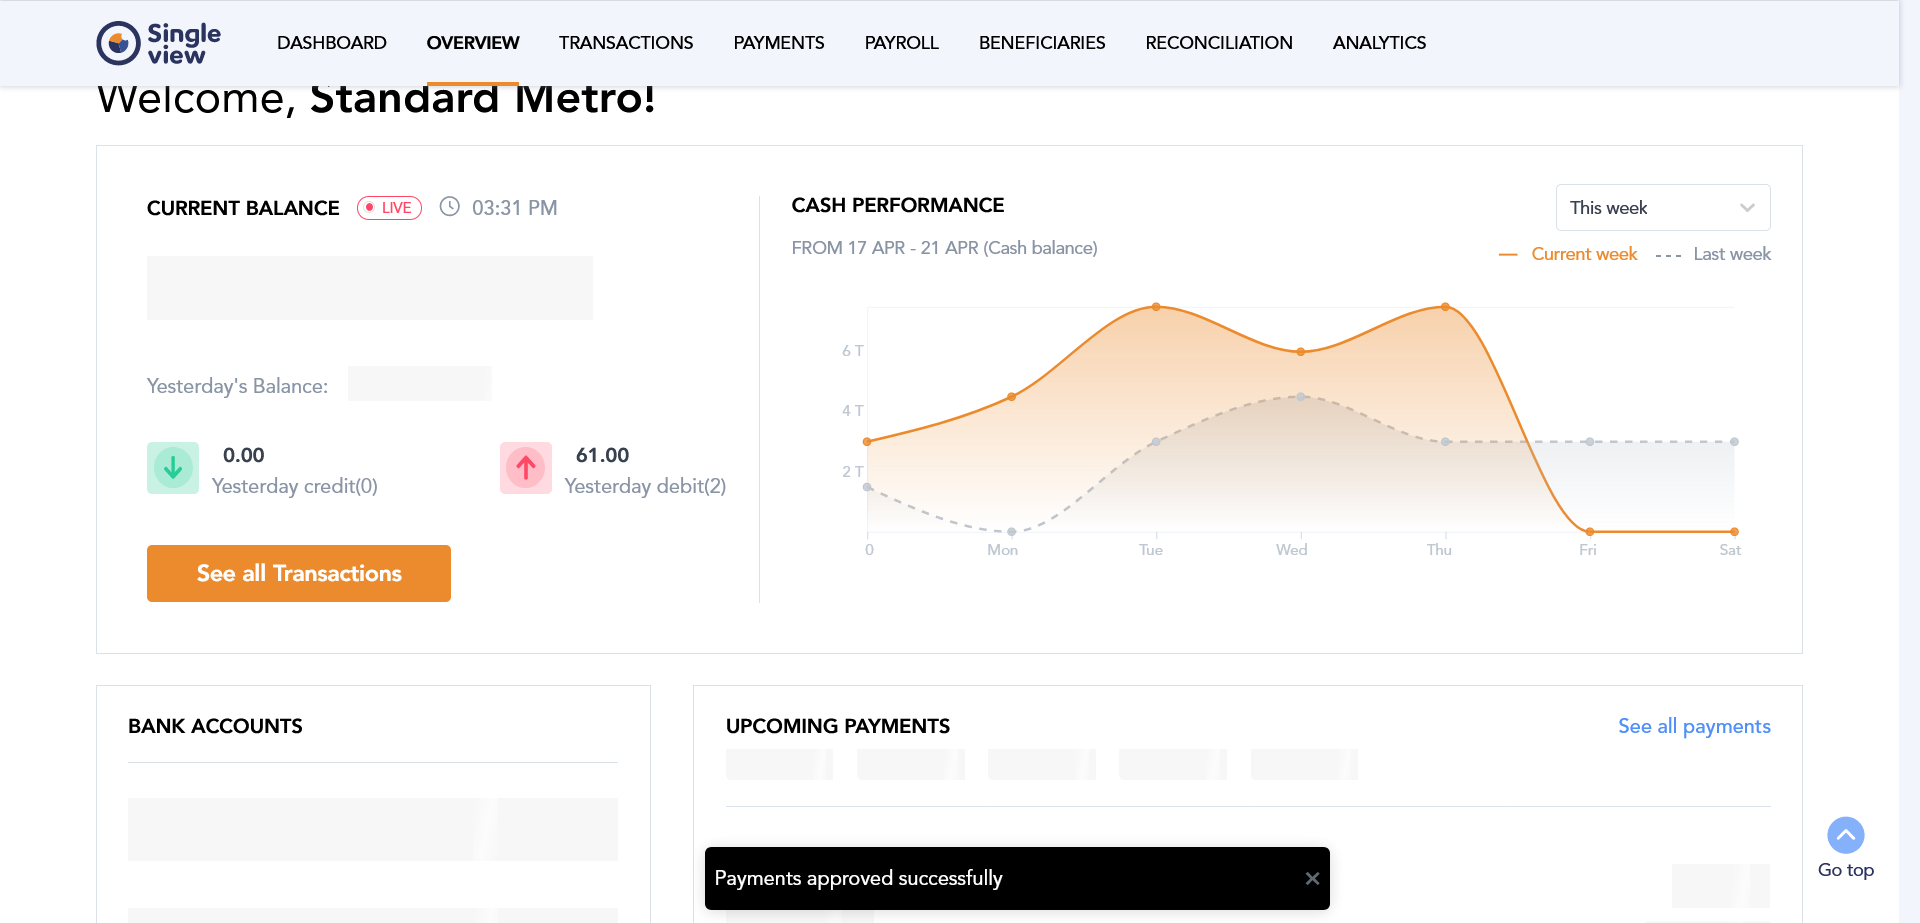 Single
view
DASHBOARD
OVERVIEW
TRANSACTIONS
PAYMENTS
PAYROLL
BENEFICIARIES
RECONCILIATION
ANALYTICS
Welcome, Standard Metro!
CURRENT BALANCE
LIVE
03:31 PM
Yesterday's Balance:
0.00
Yesterday credit(0)
61.00
Yesterday debit(2)
See all Transactions
CASH PERFORMANCE
This week
FROM 17 APR - 21 APR (Cash balance)
Current week
Last week
6 T
4 T
2 T
0
Mon
Tue
Wed
Thu
Fri
Sat
BANK ACCOUNTS
UPCOMING PAYMENTS
See all payments
Payments approved successfully
Go top